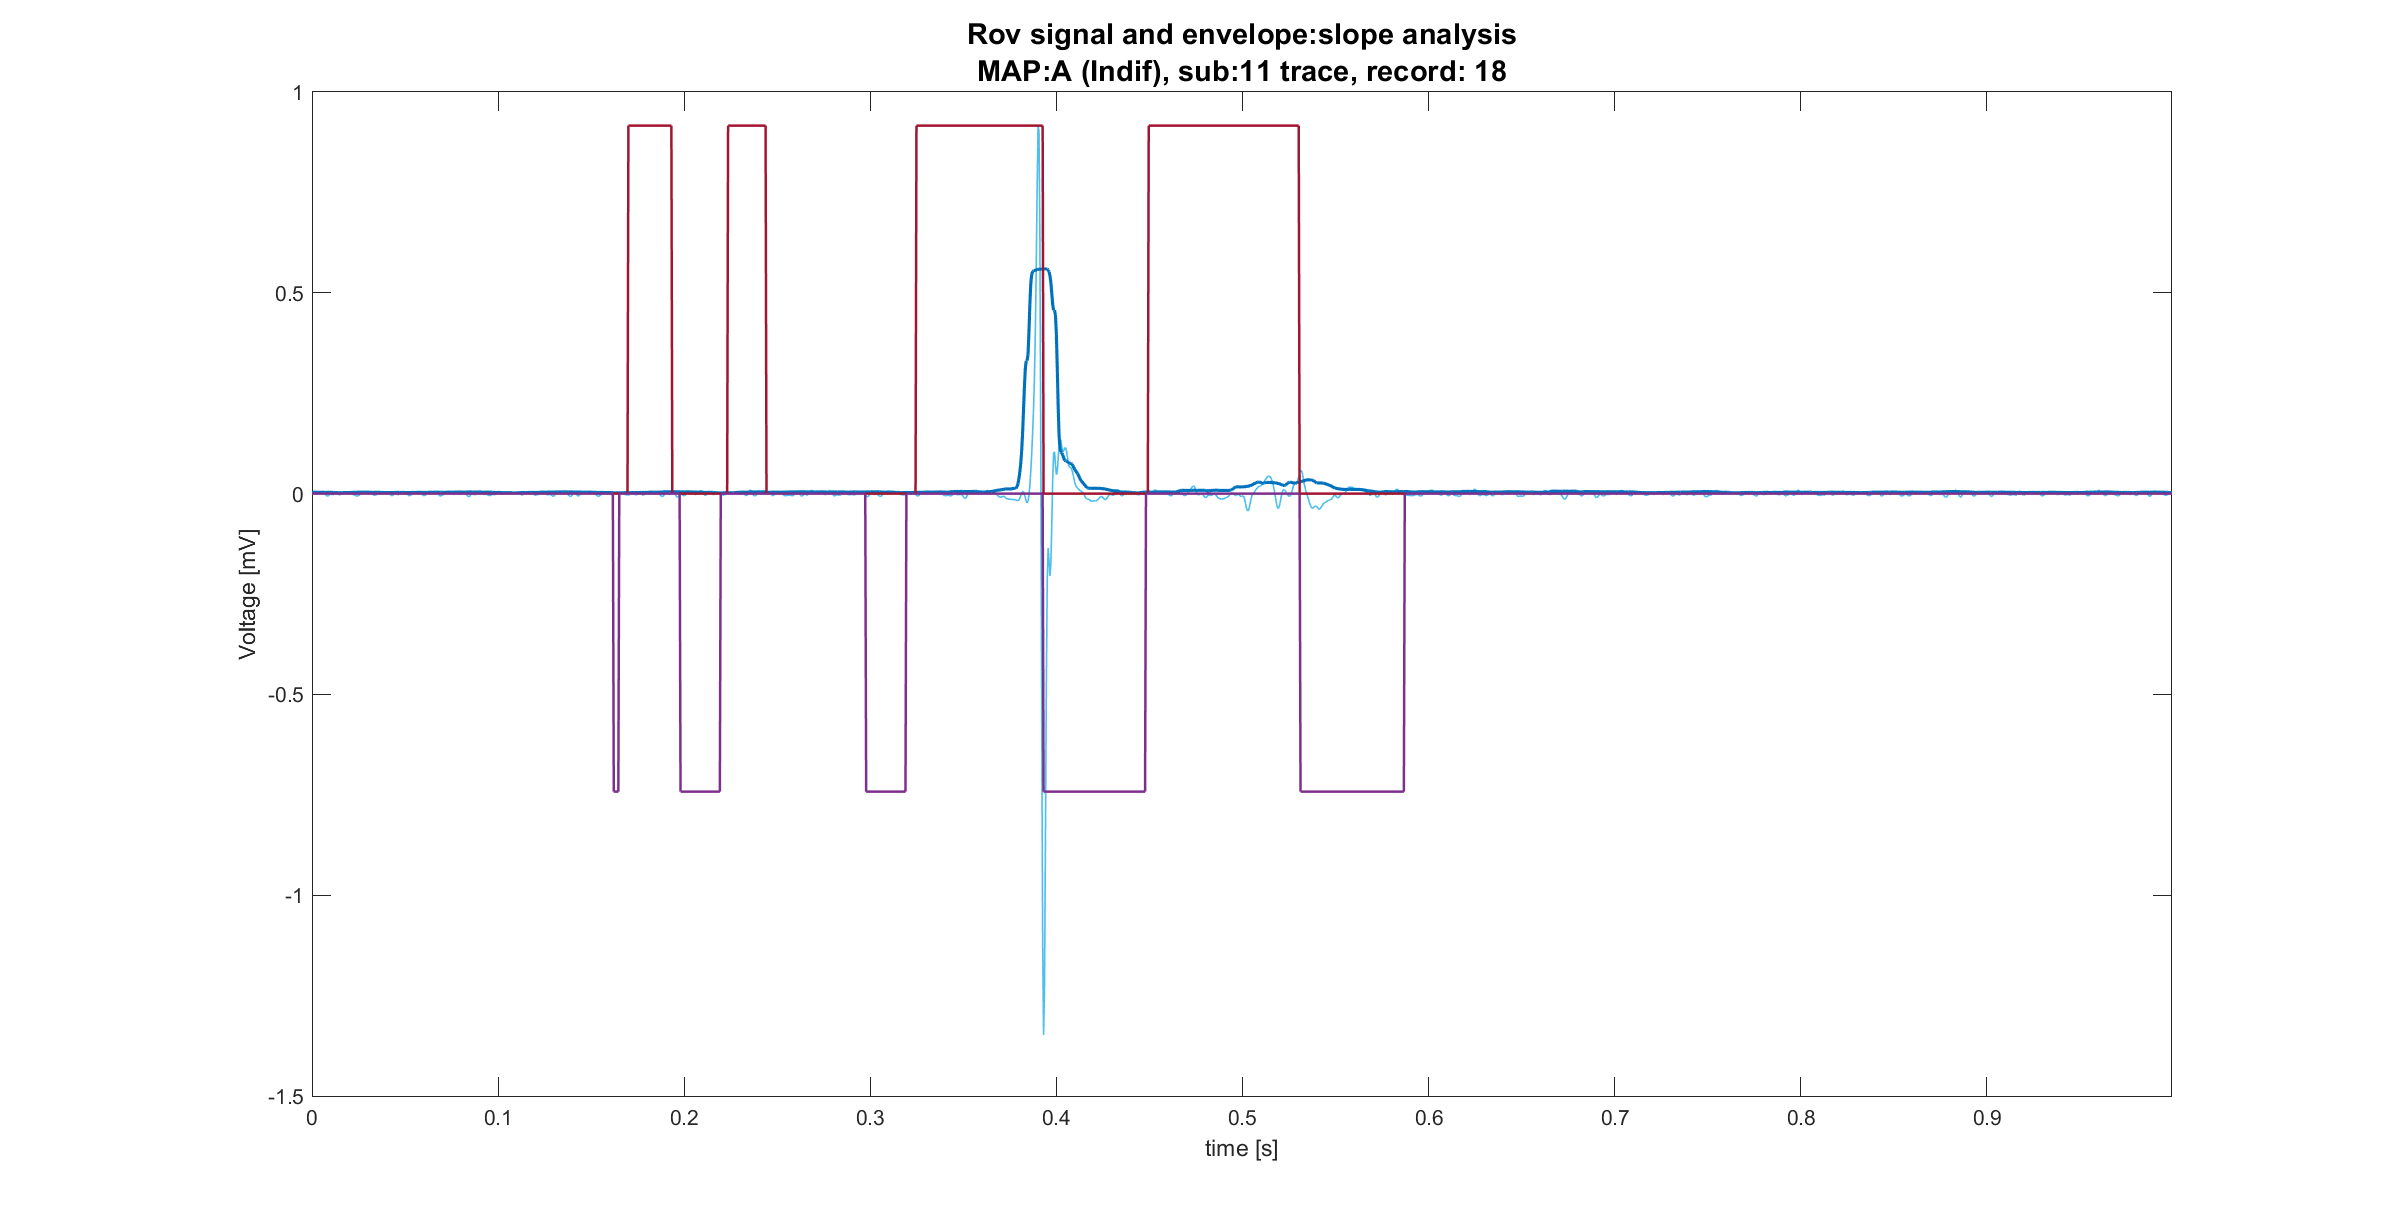 Rov signal and envelope:slope analysis
MAP:A (Indif), sub:11 trace, record: 18
1
0.5
0
-0.5
-1
-1.5
Voltage [mV]
0 0.1 0.2 0.3 0.4 0.5 0.6 0.7 0.8 0.9
time [s]